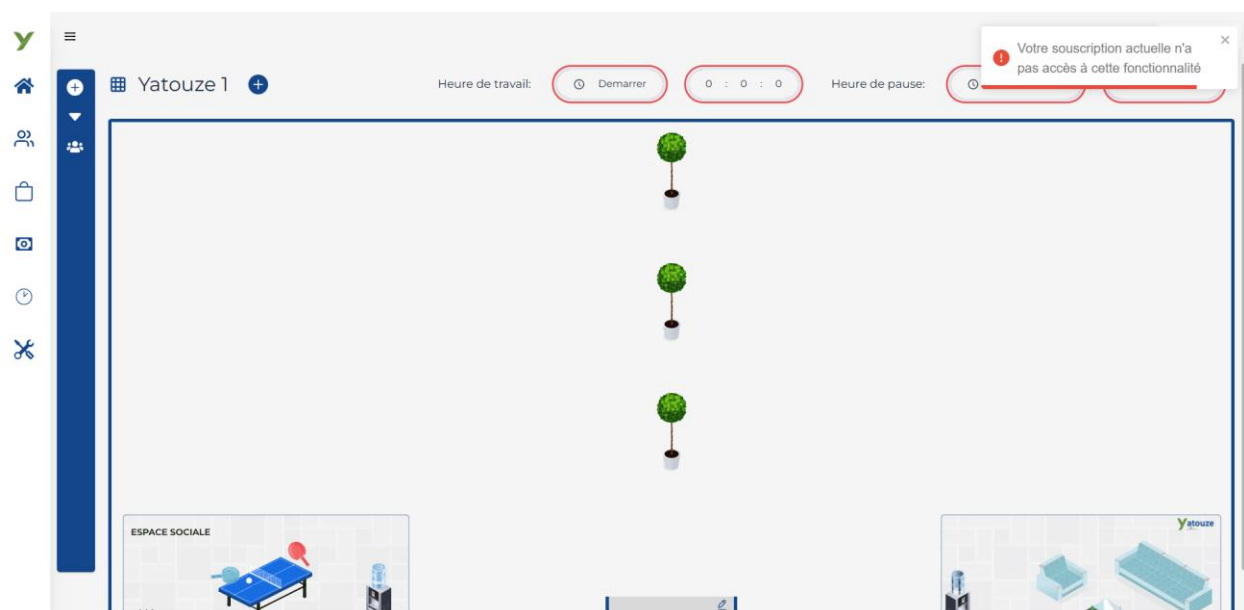 Y
Votre souscription actuelle n'a
pas accès à cette fonctionnalité
Yatouze 1
Heure de travail:
Demarrer
0 : 0 : 0
Heure de pause:
ESPACE SOCIALE
Yatouze